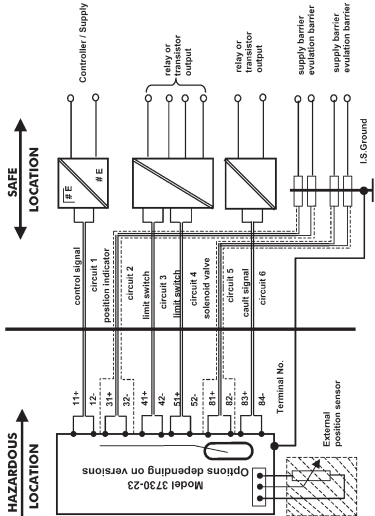 Controller / Supply
relay or
transistor
output
relay or
transistor
output
supply barrier
evulation barrier
supply barrier
evulation barrier
SAFE
LOCATION
# E
# E
I.S.Ground
control signal
circuit 1
position indicator
circuit 2
limit switch
circuit 3
limit switch
circuit 4
solenoid valve
circuit 5
cault signal
circuit 6
11+
12-
31+
32-
41+
42-
51+
52-
81+
82-
83+
84-
Terminal No.
HAZARDOUS
LOCATION
Model 3730-23
Options depending on versions
External
position sensor